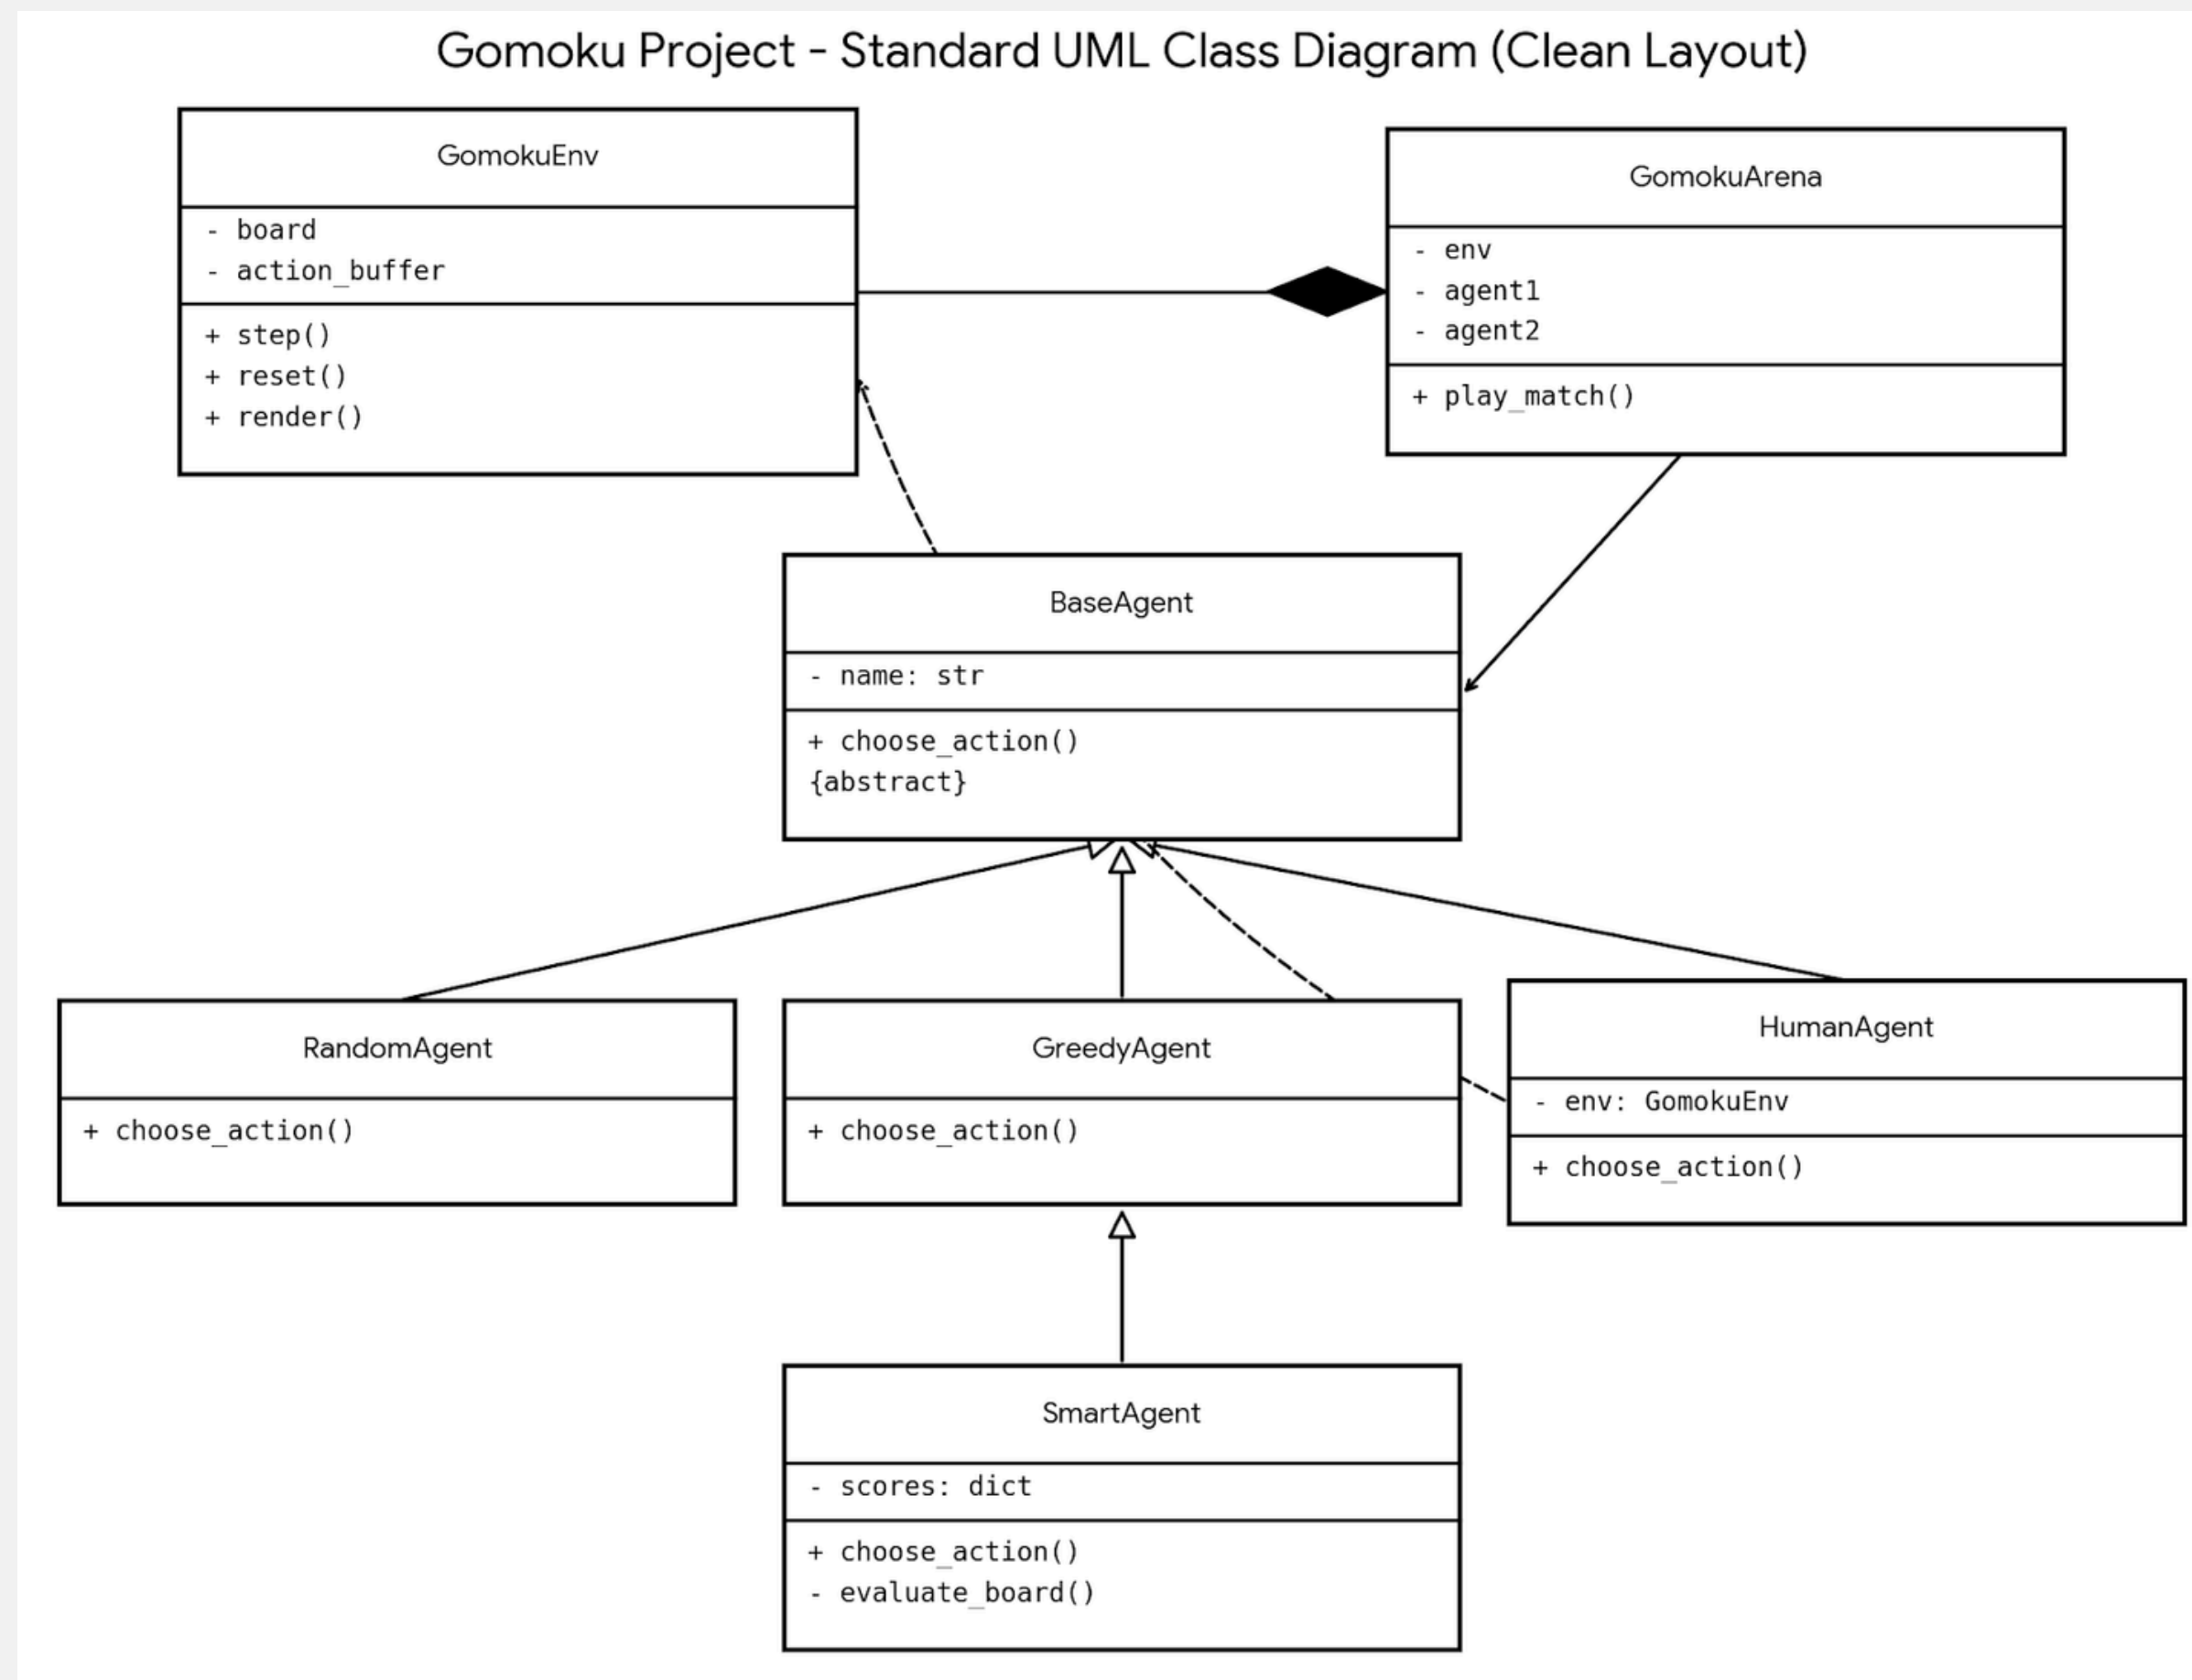 Gomoku Project - Standard UML Class Diagram (Clean Layout)
GomokuEnv
- board
- action_buffer
+ step()
+ reset()
+ render()
GomokuArena
- env
- agent1
- agent2
+ play_match()
BaseAgent
- name: str
+ choose_action()
{abstract}
RandomAgent
+ choose_action()
GreedyAgent
+ choose_action()
HumanAgent
- env: GomokuEnv
+ choose_action()
SmartAgent
- scores: dict
+ choose_action()
- evaluate_board()